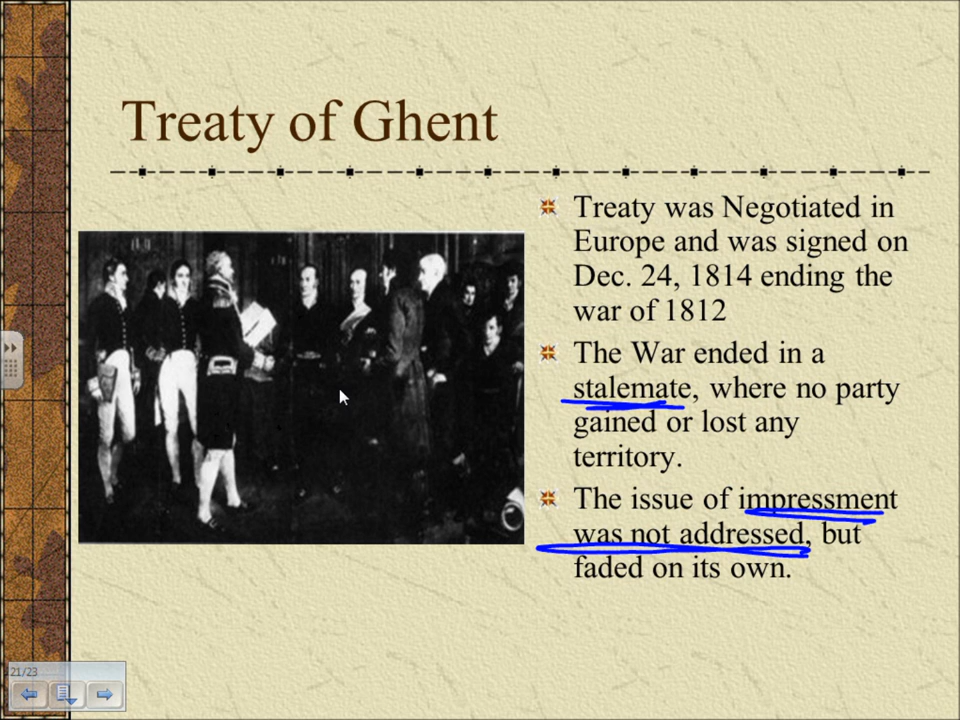 Treaty of Ghent
Treaty was Negotiated in
Europe and was signed on
Dec. 24, 1814 ending the
war of 1812
The War ended in a
stalemate, where no party
gained or lost any
territory.
The issue of impressment
was not addressed, but
faded on its own.
21/23